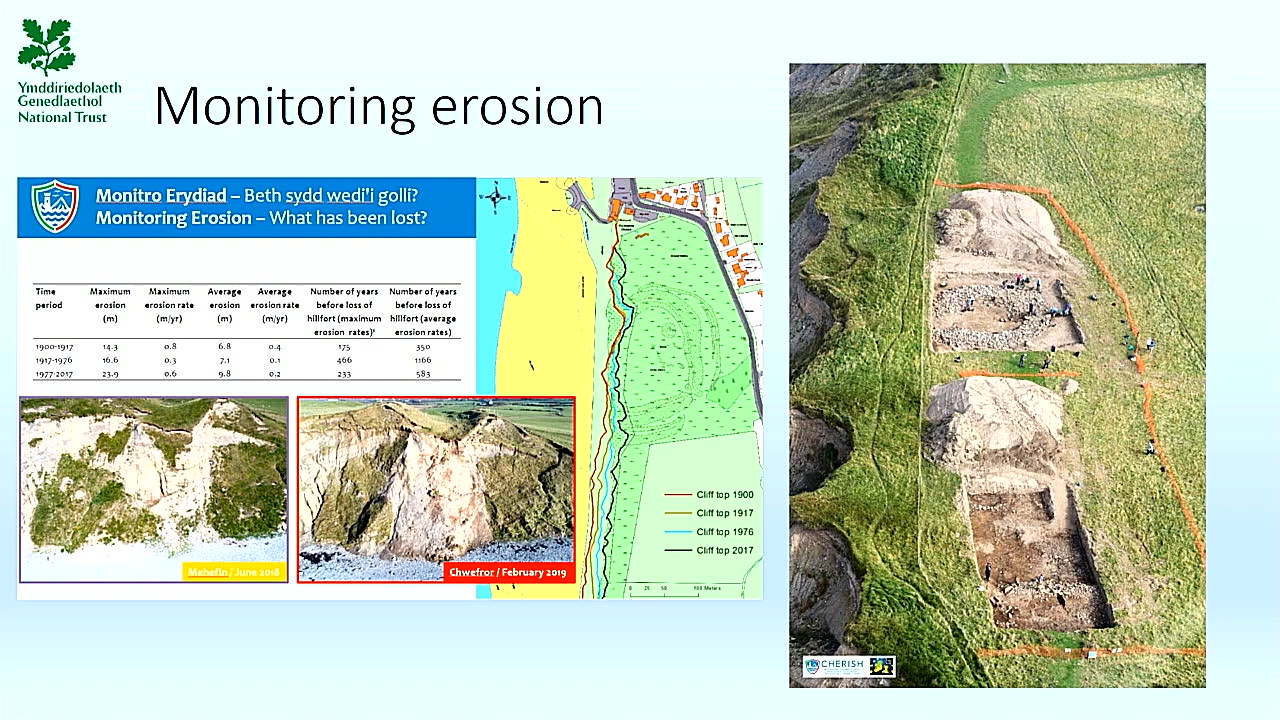 Ymddiriedolaeth
Genedlaethol
National Trust
Monitoring erosion
Monitro Erydiad – Beth sydd wedi'i golli?
Monitoring Erosion – What has been lost?
Time period | Maximum erosion (m) | Maximum erosion rate (m/yr) | Average erosion (m) | Average erosion rate (m/yr) | Number of years before loss of hillfort (maximum erosion rates) | Number of years before loss of hillfort (average erosion rates)
1900-1917 14.3 0.8 6.8 0.4 175 350
1917-1976 16.6 0.3 7.1 0.1 466 1166
1977-2017 23.9 0.6 9.8 0.2 233 583
Mehefin / June 2018
Chwefror / February 2019
Cliff top 1900
Cliff top 1917
Cliff top 1976
Cliff top 2017
0 25 50 100 Meters
CHERISH